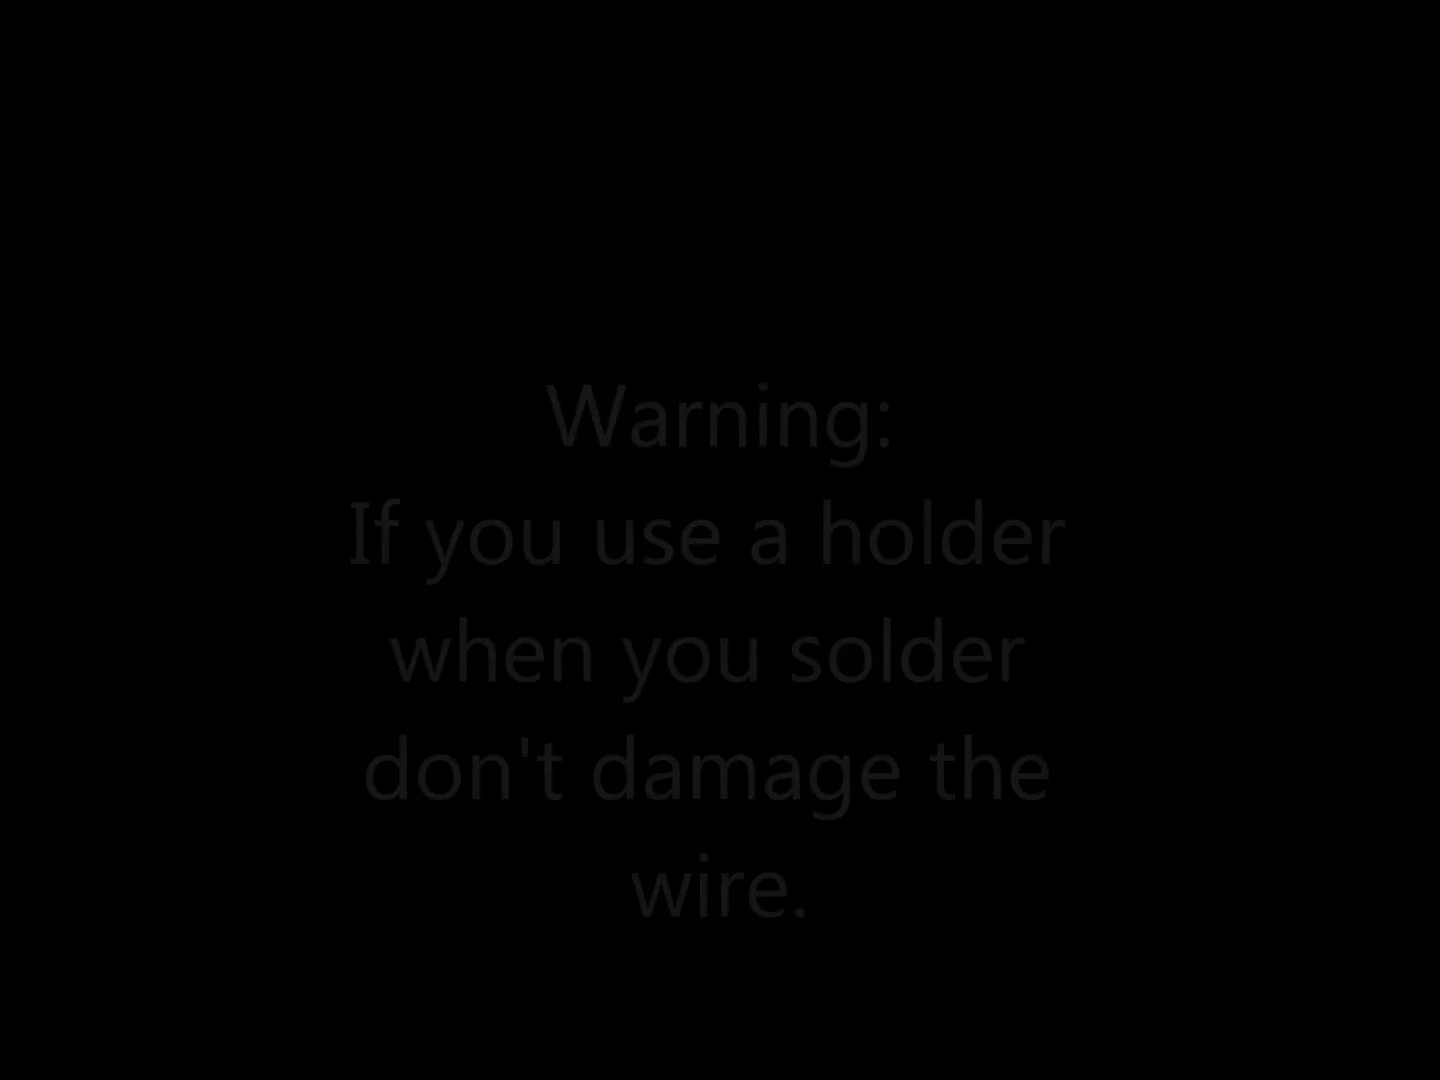 Warning:
If you use a holder
when you solder
don't damage the
wire.